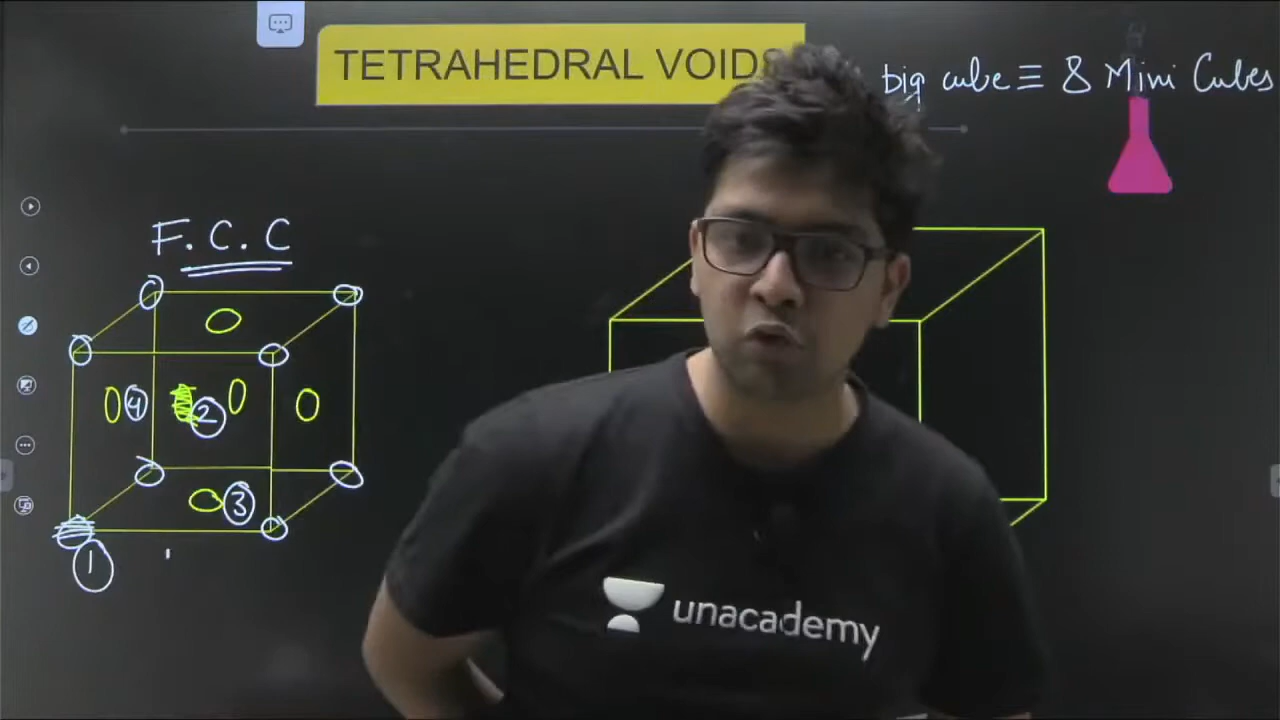 TETRAHEDRAL VOIDS
big cube ≡ 8 Mini Cubes
F.C.C
4
2
3
1
unacademy